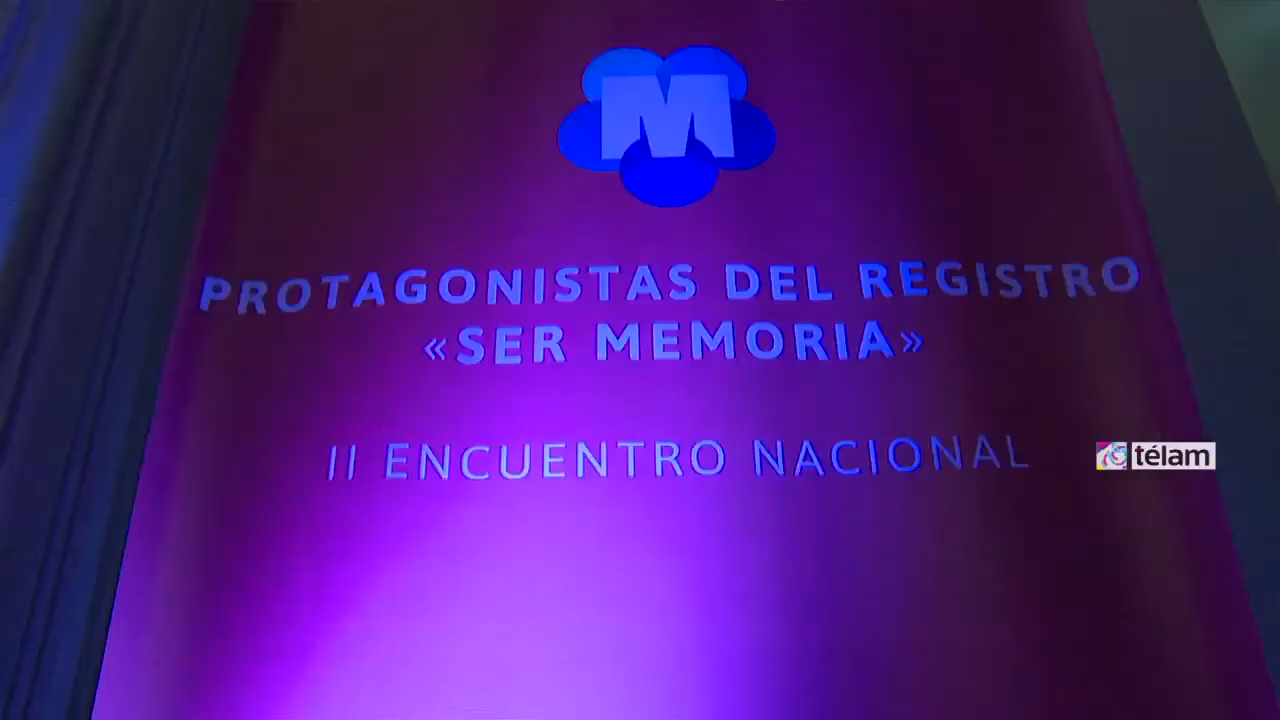 M
PROTAGONISTAS DEL REGISTRO
«SER MEMORIA»
II ENCUENTRO NACIONAL
télam